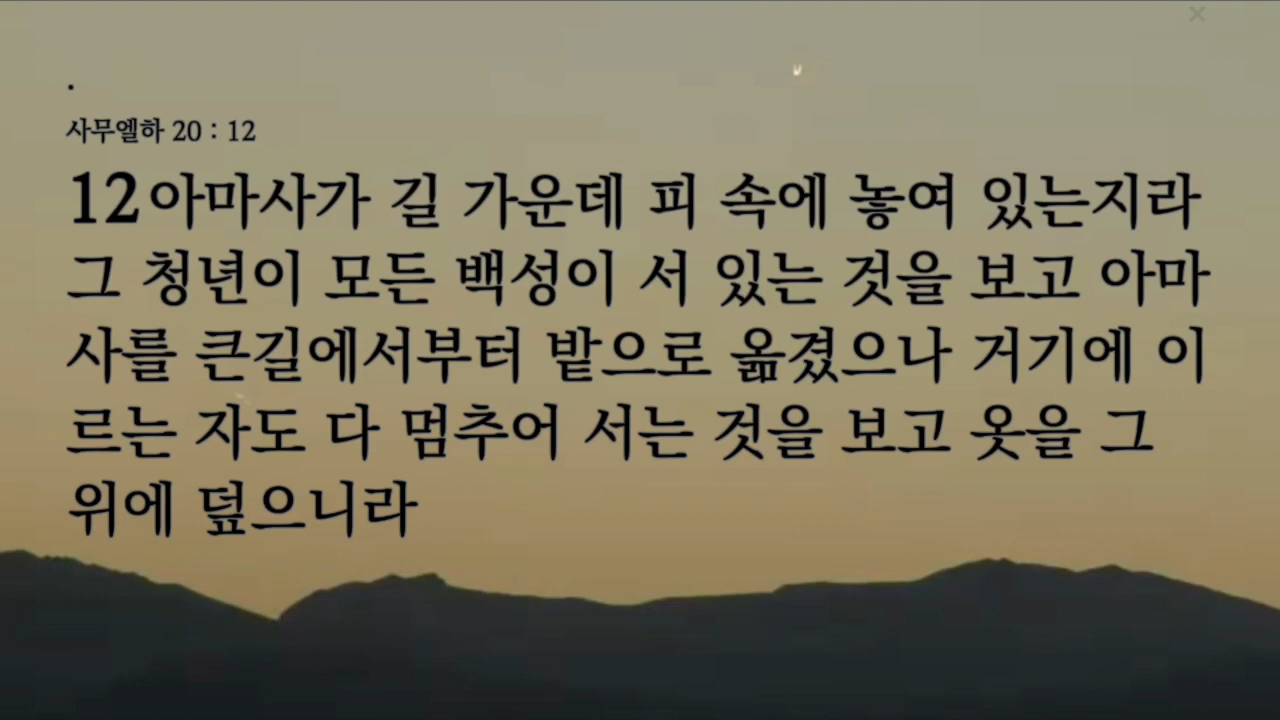 .
사무엘하 20 : 12
12아마사가 길 가운데 피 속에 놓여 있는지라
그 청년이 모든 백성이 서 있는 것을 보고 아마
사를 큰길에서부터 밭으로 옮겼으나 거기에 이
르는 자도 다 멈추어 서는 것을 보고 옷을 그
위에 덮으니라